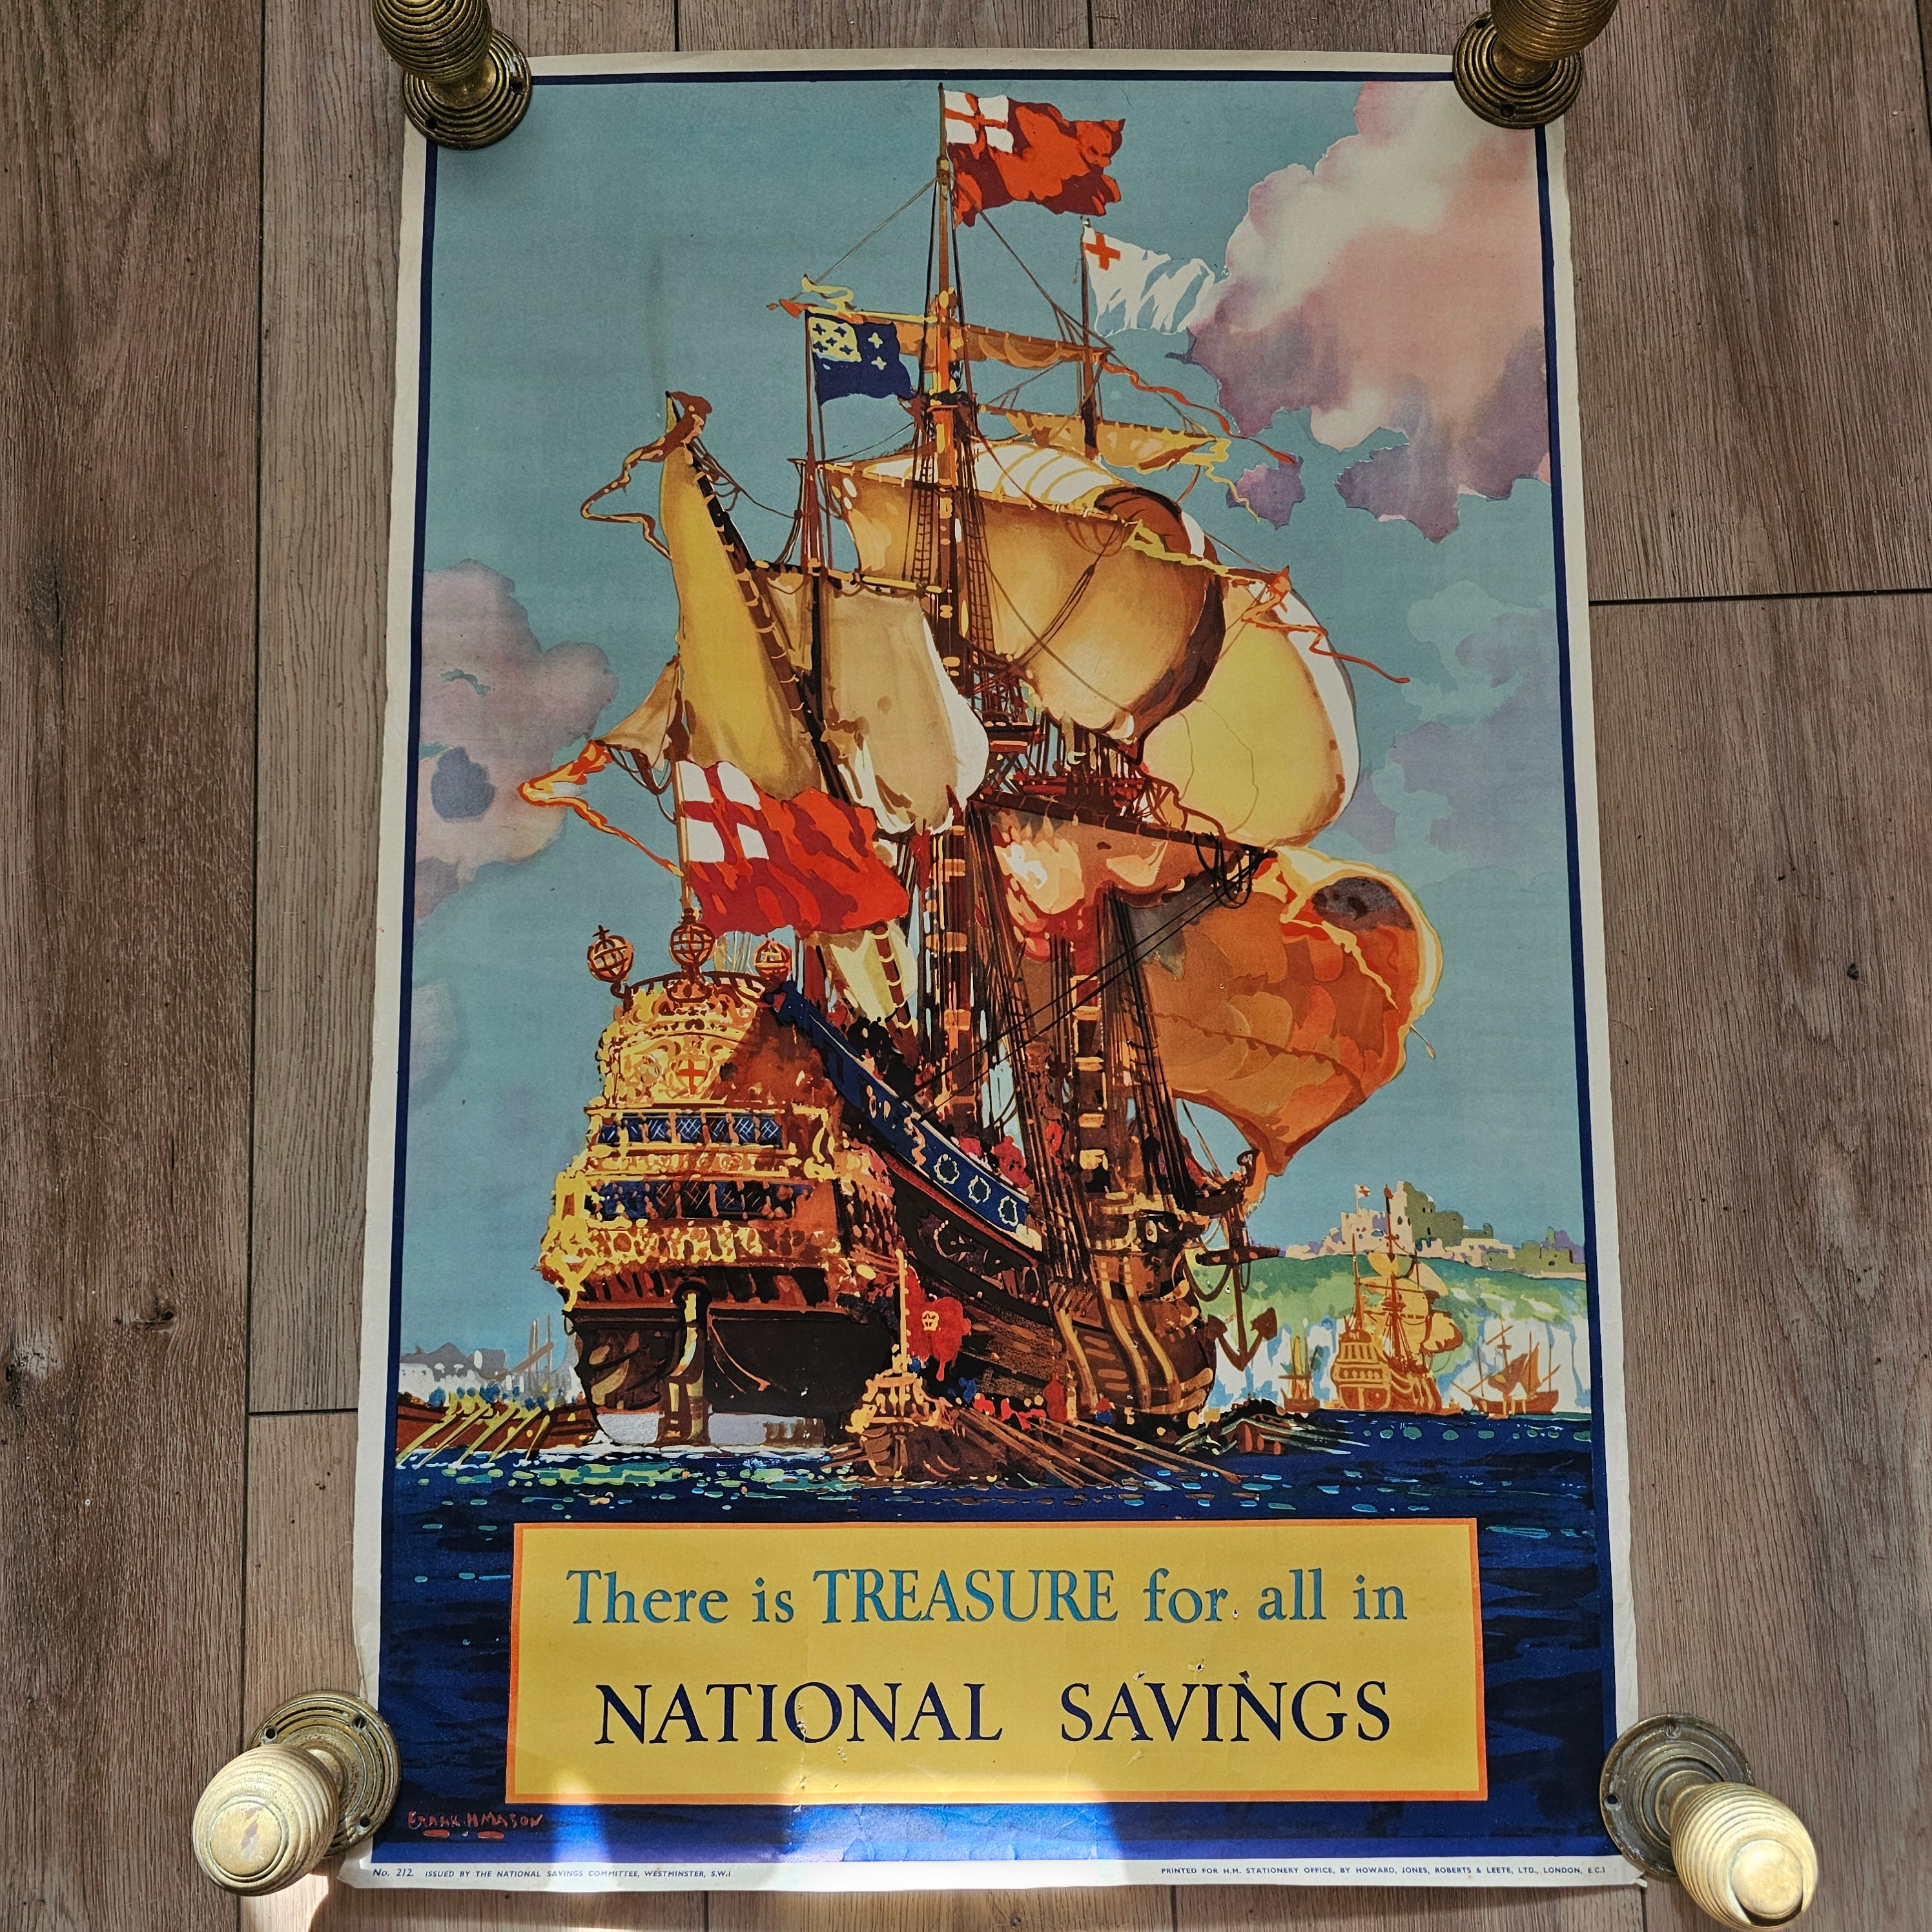 There is TREASURE for all in
NATIONAL SAVINGS
FRANK·H·MASON
No. 212. ISSUED BY THE NATIONAL SAVINGS COMMITTEE, WESTMINSTER, S.W.1
PRINTED FOR H.M. STATIONERY OFFICE, BY HOWARD, JONES, ROBERTS & LEETE, LTD., LONDON, E.C.1